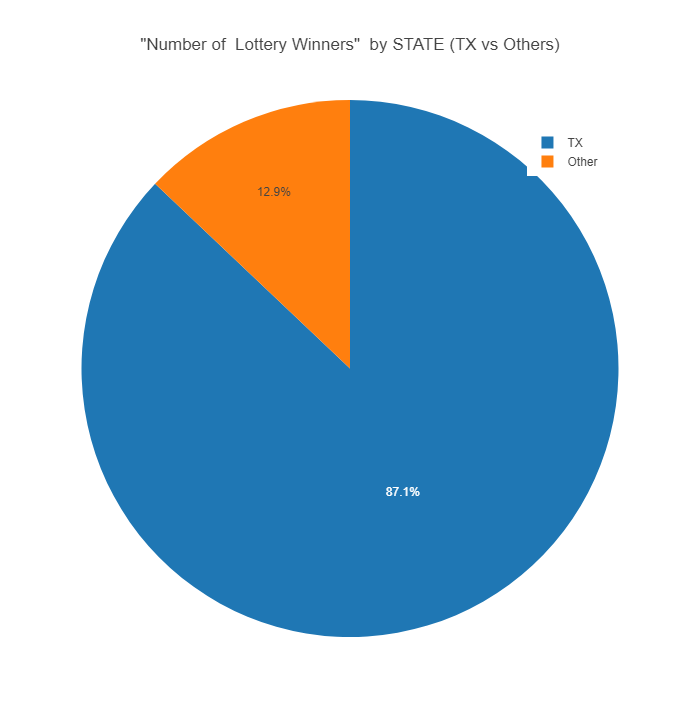 "Number of  Lottery Winners"  by STATE (TX vs Others)
TX
Other
12.9%
87.1%